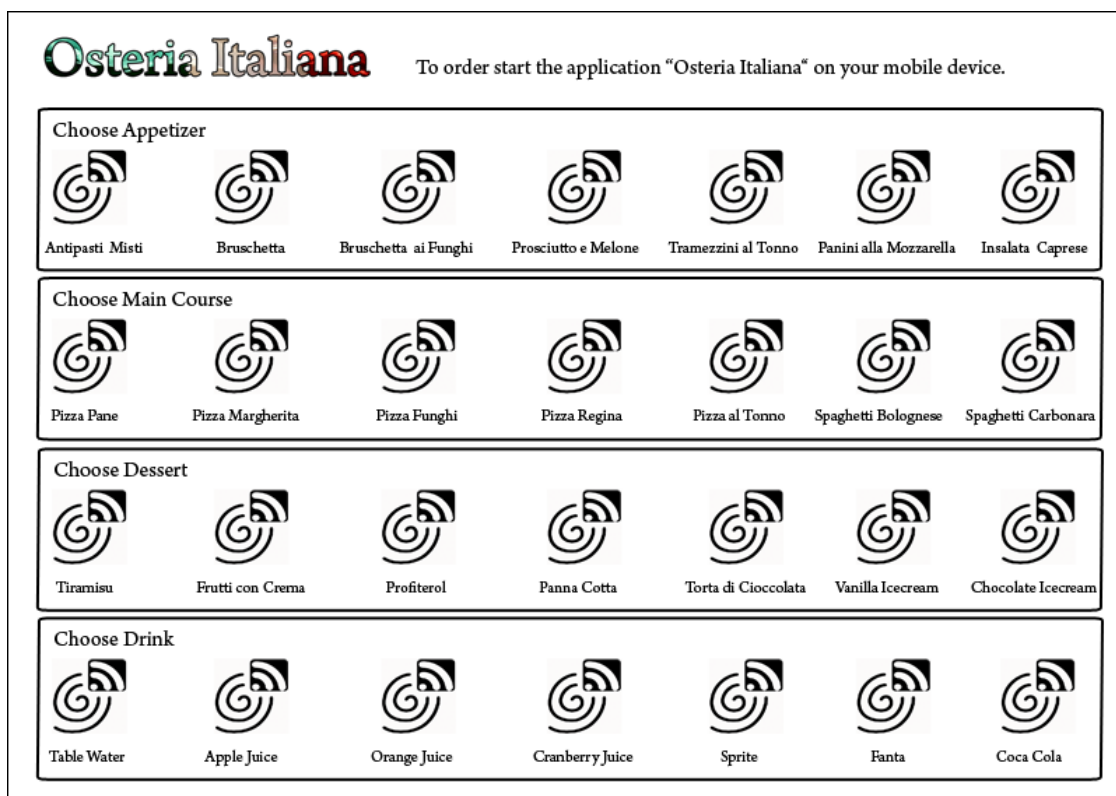 Osteria Italiana
To order start the application “Osteria Italiana“ on your mobile device.
Choose Appetizer
Antipasti Misti Bruschetta Bruschetta ai Funghi Prosciutto e Melone Tramezzini al Tonno Panini alla Mozzarella Insalata Caprese
Choose Main Course
Pizza Pane Pizza Margherita Pizza Funghi Pizza Regina Pizza al Tonno Spaghetti Bolognese Spaghetti Carbonara
Choose Dessert
Tiramisu Frutti con Crema Profiterol Panna Cotta Torta di Cioccolata Vanilla Icecream Chocolate Icecream
Choose Drink
Table Water Apple Juice Orange Juice Cranberry Juice Sprite Fanta Coca Cola